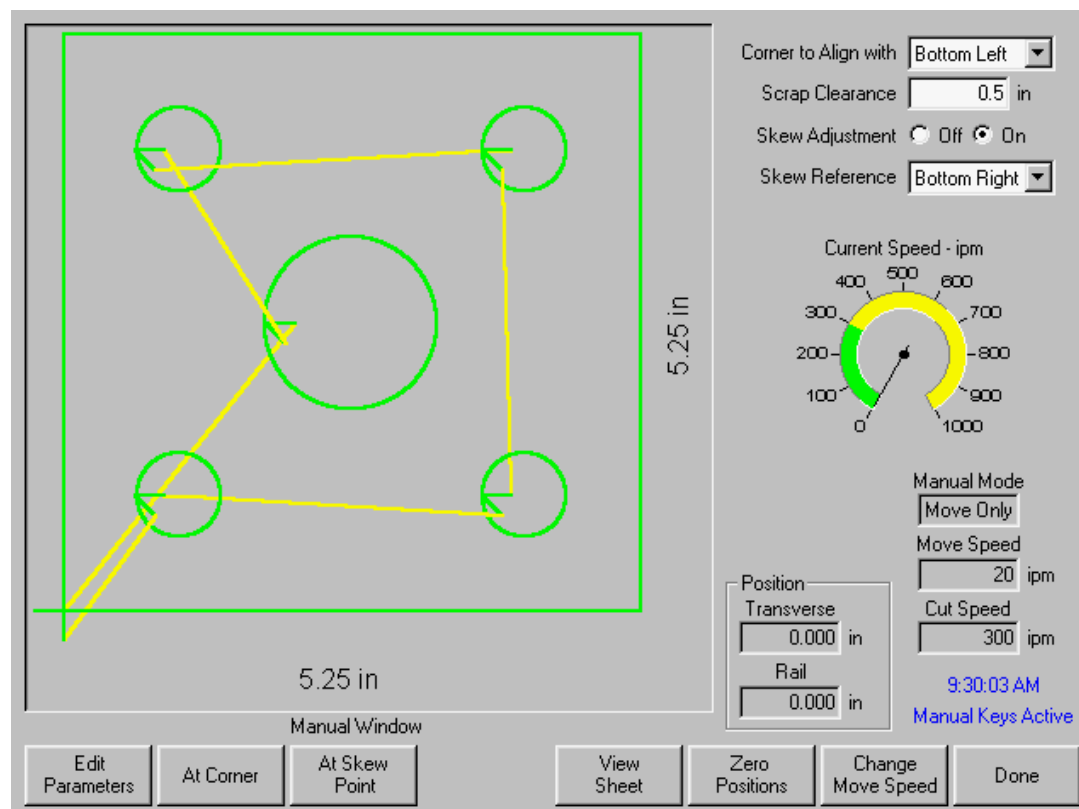 Corner to Align with Bottom Left
Scrap Clearance 0.5 in
Skew Adjustment Off On
Skew Reference Bottom Right
Current Speed - ipm
0 100 200 300 400 500 600 700 800 900 1000
5.25 in
5.25 in
Manual Mode
Move Only
Move Speed
20 ipm
Cut Speed
300 ipm
Position
Transverse
0.000 in
Rail
0.000 in
9:30:03 AM
Manual Keys Active
Manual Window
Edit
Parameters
At Corner
At Skew
Point
View
Sheet
Zero
Positions
Change
Move Speed
Done